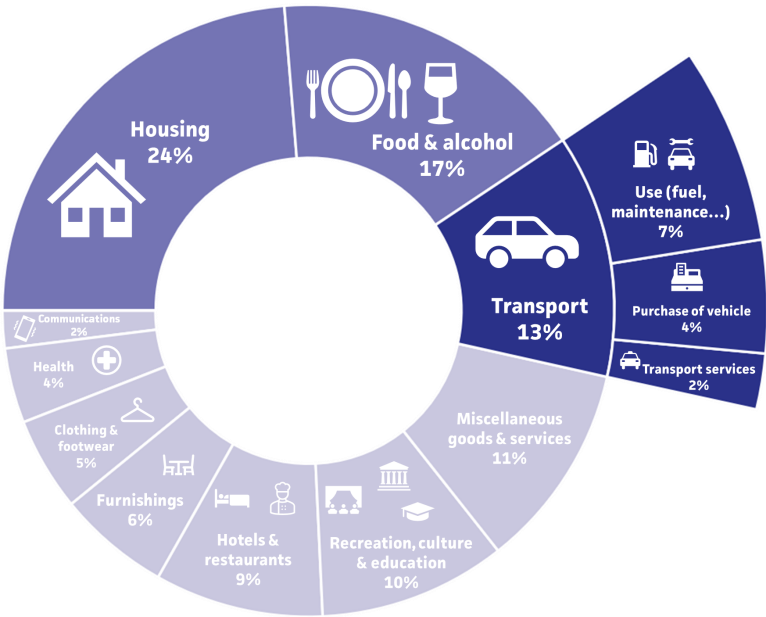 Housing
24%
Food & alcohol
17%
Use (fuel,
maintenance...)
7%
Transport
13%
Purchase of vehicle
4%
Transport services
2%
Communications
2%
Health
4%
Clothing &
footwear
5%
Furnishings
6%
Hotels &
restaurants
9%
Recreation, culture
& education
10%
Miscellaneous
goods & services
11%